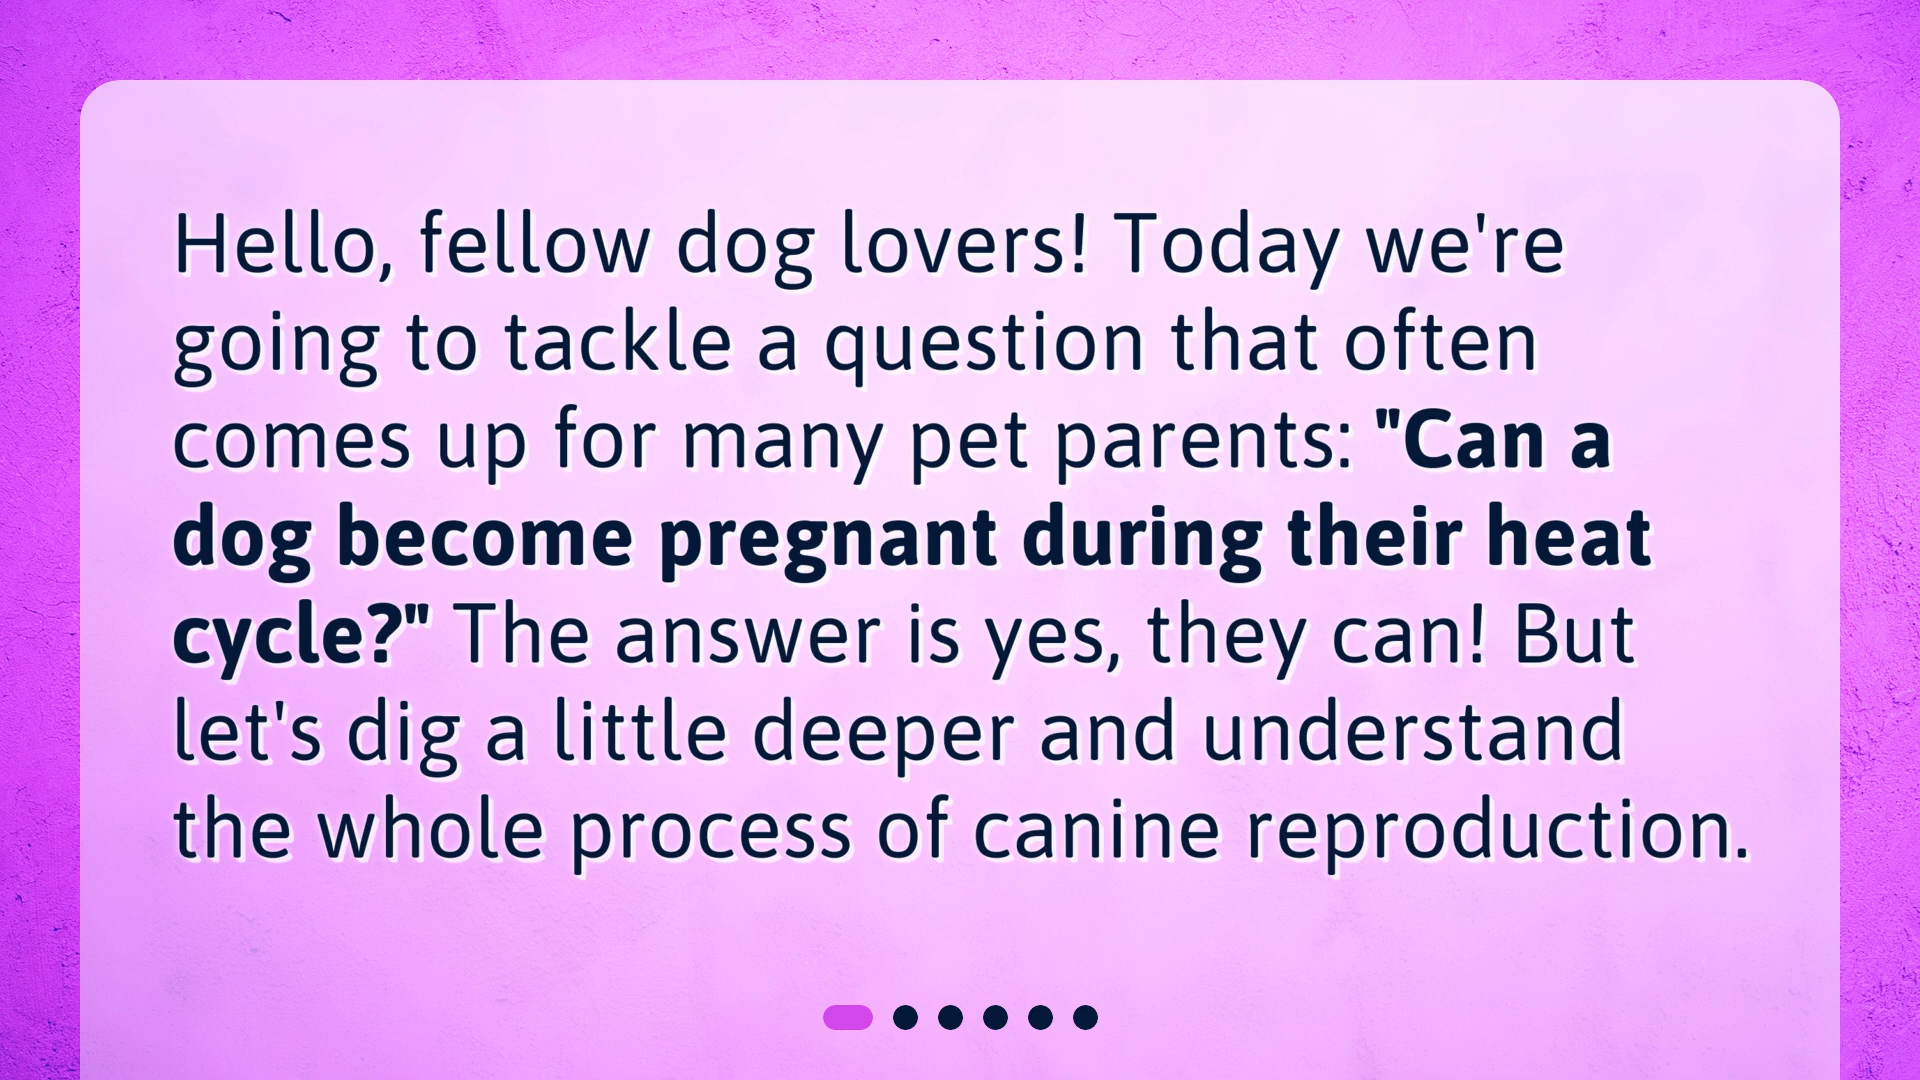 Hello, fellow dog lovers! Today we're
going to tackle a question that often
comes up for many pet parents: "Can a
dog become pregnant during their heat
cycle?" The answer is yes, they can! But
let's dig a little deeper and understand
the whole process of canine reproduction.